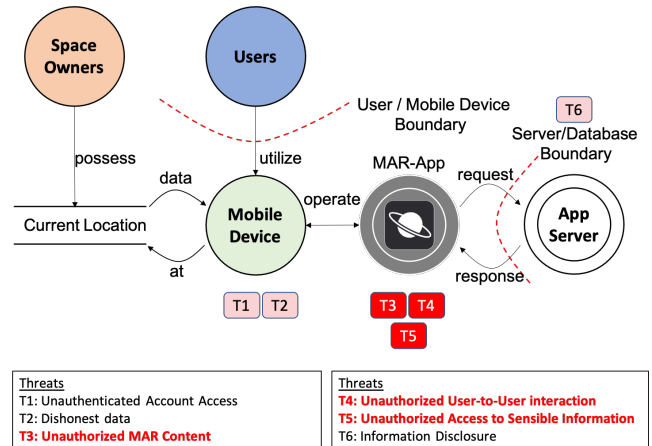 Space
Owners
Users
User / Mobile Device
Boundary
T6
Server/Database
Boundary
possess
utilize
MAR-App
data
operate
request
Current Location
Mobile
Device
App
Server
at
response
T1
T2
T3
T4
T5
Threats
T1: Unauthenticated Account Access
T2: Dishonest data
T3: Unauthorized MAR Content
Threats
T4: Unauthorized User-to-User interaction
T5: Unauthorized Access to Sensible Information
T6: Information Disclosure